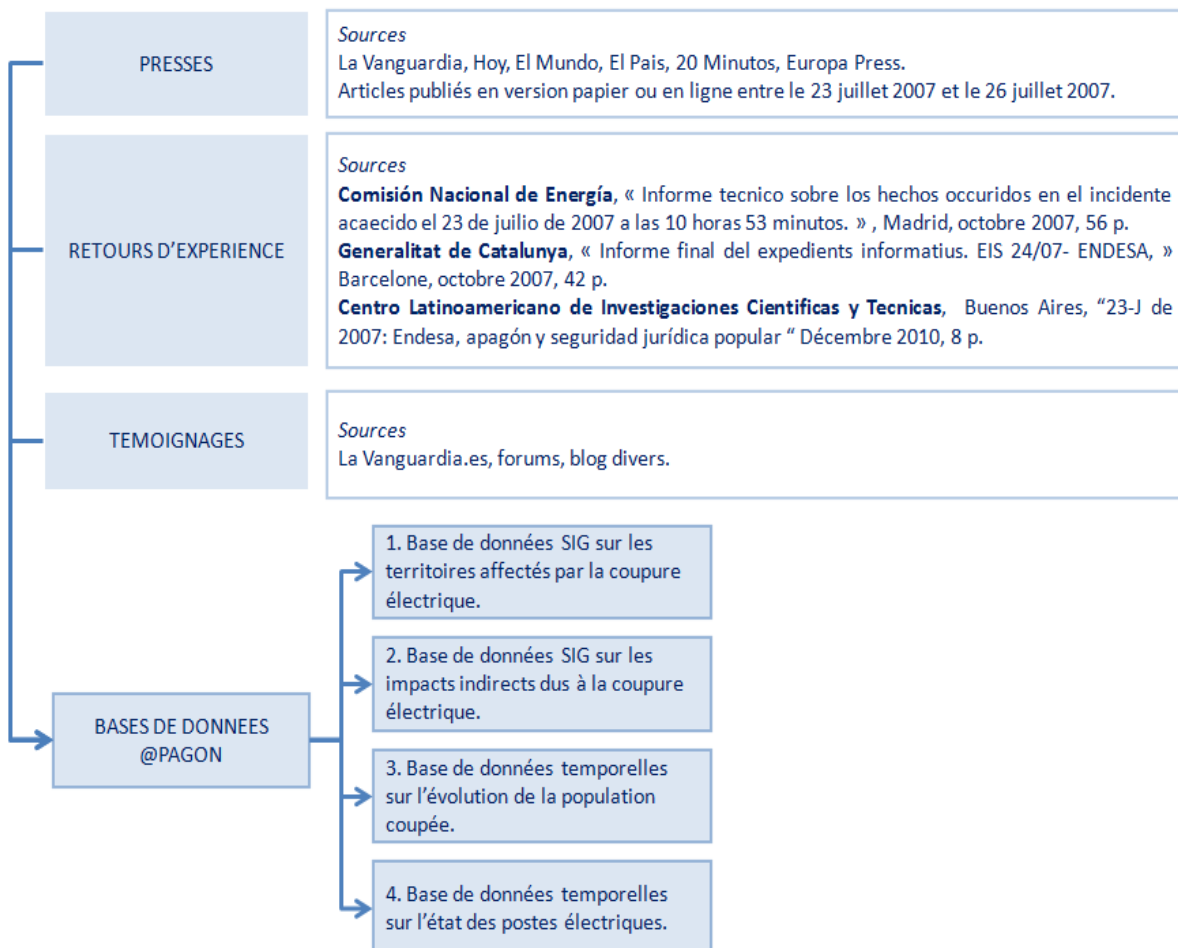 PRESSES
Sources
La Vanguardia, Hoy, El Mundo, El Pais, 20 Minutos, Europa Press.
Articles publiés en version papier ou en ligne entre le 23 juillet 2007 et le 26 juillet 2007.
RETOURS D’EXPERIENCE
Sources
Comisión Nacional de Energía, « Informe tecnico sobre los hechos occuridos en el incidente
acaecido el 23 de juilio de 2007 a las 10 horas 53 minutos. » , Madrid, octobre 2007, 56 p.
Generalitat de Catalunya, « Informe final del expedients informatius. EIS 24/07- ENDESA, »
Barcelone, octobre 2007, 42 p.
Centro Latinoamericano de Investigaciones Cientificas y Tecnicas, Buenos Aires, “23-J de
2007: Endesa, apagón y seguridad jurídica popular “ Décembre 2010, 8 p.
TEMOIGNAGES
Sources
La Vanguardia.es, forums, blog divers.
BASES DE DONNEES
@PAGON
1. Base de données SIG sur les
territoires affectés par la coupure
électrique.
2. Base de données SIG sur les
impacts indirects dus à la coupure
électrique.
3. Base de données temporelles
sur l’évolution de la population
coupée.
4. Base de données temporelles
sur l’état des postes électriques.